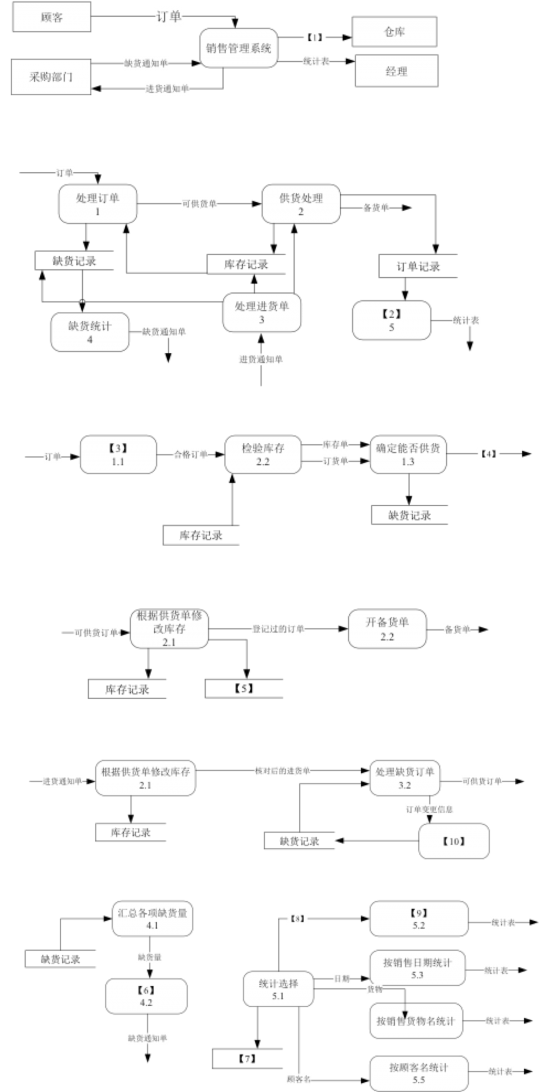 顾客
订单
销售管理系统
【1】
仓库
采购部门
缺货通知单
进货通知单
统计表
经理
订单
处理订单
1
可供货单
供货处理
2
备货单
缺货记录
库存记录
订单记录
缺货统计
4
缺货通知单
处理进货单
3
进货通知单
【2】
5
统计表
订单
【3】
1.1
合格订单
检验库存
2.2
库存单
订货单
确定能否供货
1.3
【4】
库存记录
缺货记录
可供货订单
根据供货单修
改库存
2.1
登记过的订单
开备货单
2.2
备货单
库存记录
【5】
进货通知单
根据供货单修改库存
2.1
核对后的进货单
处理缺货订单
3.2
可供货订单
库存记录
缺货记录
订单变更信息
【10】
汇总各项缺货量
4.1
缺货记录
缺货量
【6】
4.2
缺货通知单
统计选择
5.1
【7】
【8】
【9】
5.2
统计表
日期
按销售日期统计
5.3
统计表
货物
按销售货物名统计
统计表
顾客名
按顾客名统计
5.5
统计表